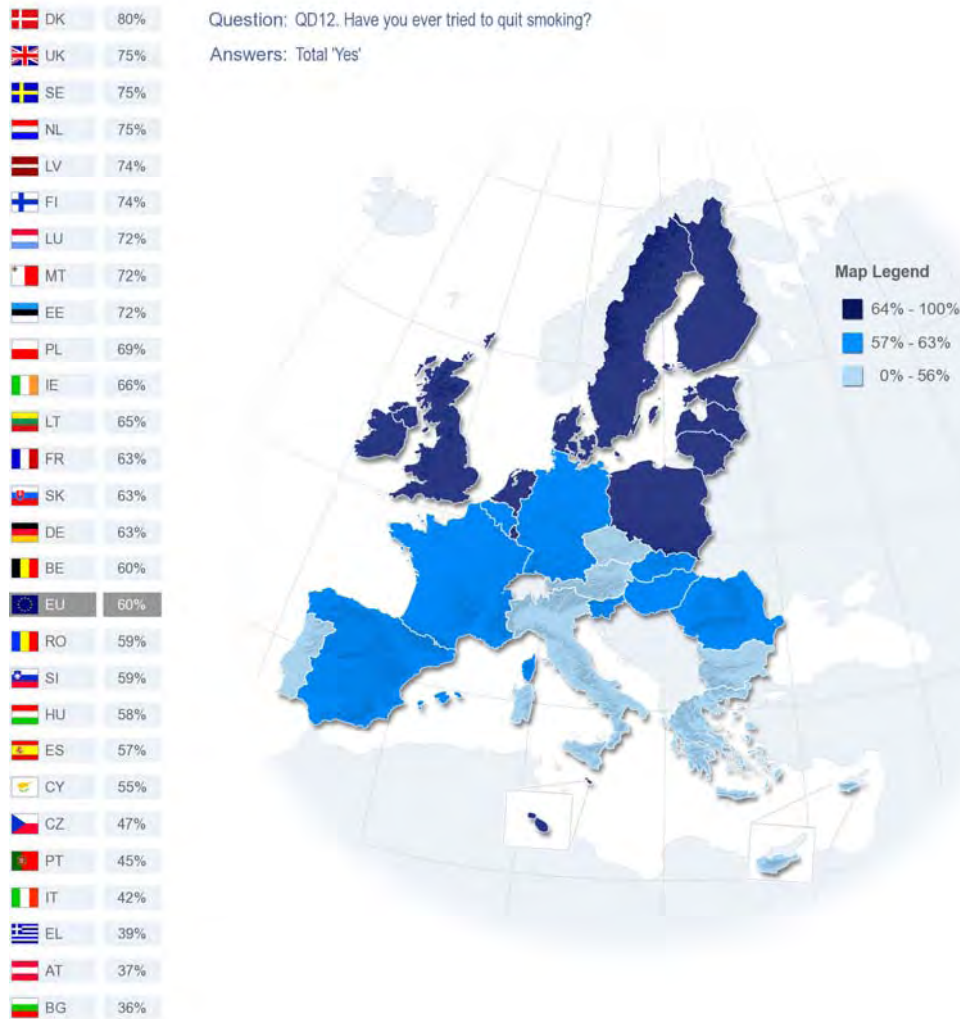 Question: QD12. Have you ever tried to quit smoking?
Answers: Total 'Yes'
DK 80%
UK 75%
SE 75%
NL 75%
LV 74%
FI 74%
LU 72%
MT 72%
EE 72%
PL 69%
IE 66%
LT 65%
FR 63%
SK 63%
DE 63%
BE 60%
EU 60%
RO 59%
SI 59%
HU 58%
ES 57%
CY 55%
CZ 47%
PT 45%
IT 42%
EL 39%
AT 37%
BG 36%
Map Legend
64% - 100%
57% - 63%
0% - 56%